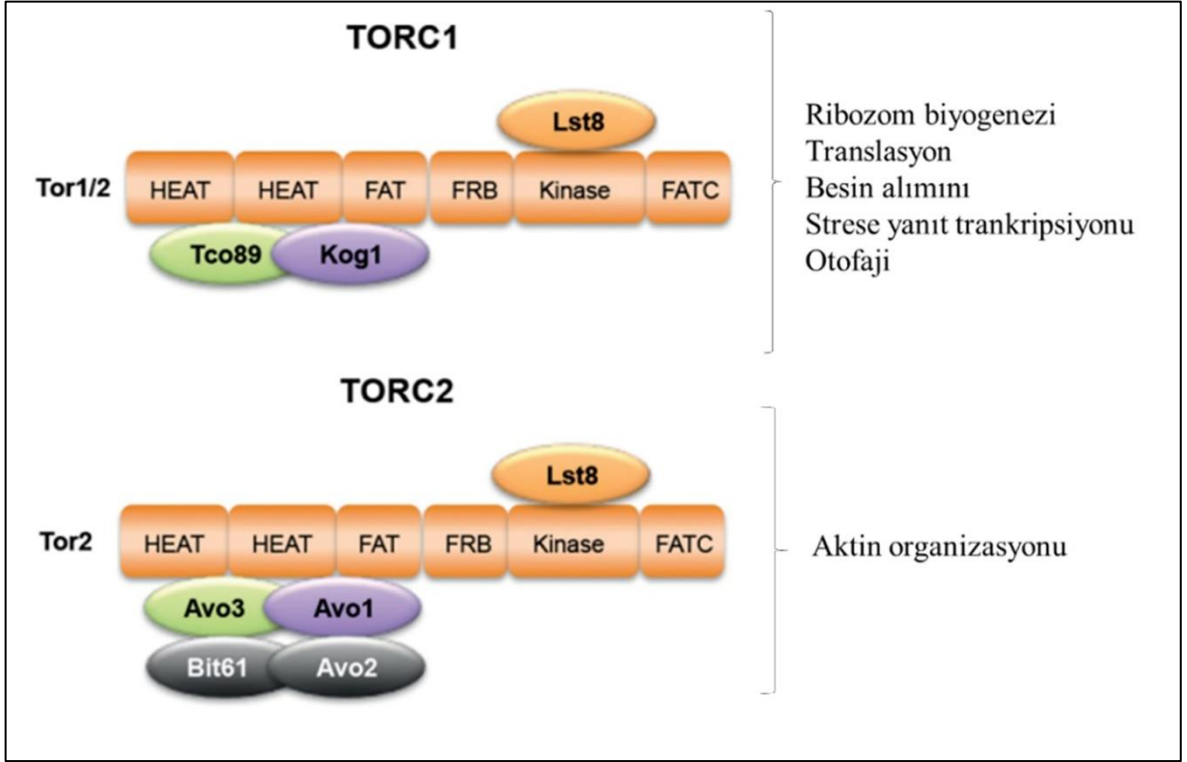 TORC1
Lst8
Tor1/2 HEAT HEAT FAT FRB Kinase FATC
Tco89 Kog1
Ribozom biyogenezi
Translasyon
Besin alımını
Strese yanıt trankripsiyonu
Otofaji
TORC2
Lst8
Tor2 HEAT HEAT FAT FRB Kinase FATC
Avo3 Avo1
Bit61 Avo2
Aktin organizasyonu